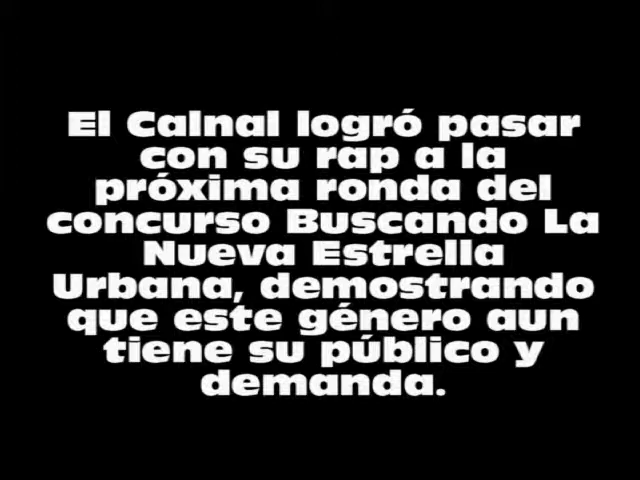 El Calnal logró pasar
con su rap a la
próxima ronda del
concurso Buscando La
Nueva Estrella
Urbana, demostrando
que este género aun
tiene su público y
demanda.